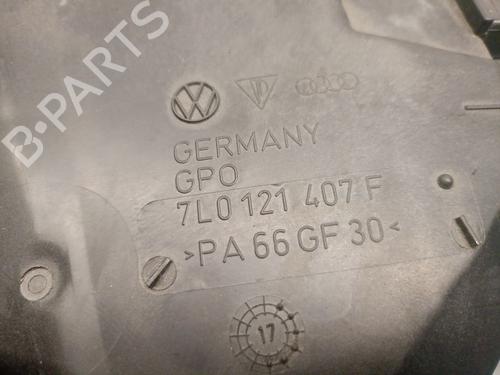 B-PARTS
GERMANY
GPO
7L0 121 407 F
>PA 66 GF 30<
17